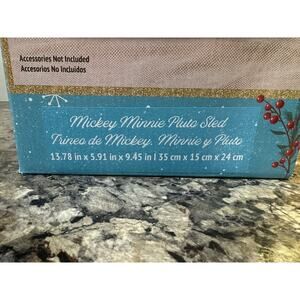 Accessories Not Included
Accesorios No Incluidos
Mickey Minnie Pluto Sled
Trineo de Mickey, Minnie y Pluto
13.78 in x 5.91 in x 9.45 in | 35 cm x 15 cm x 24 cm